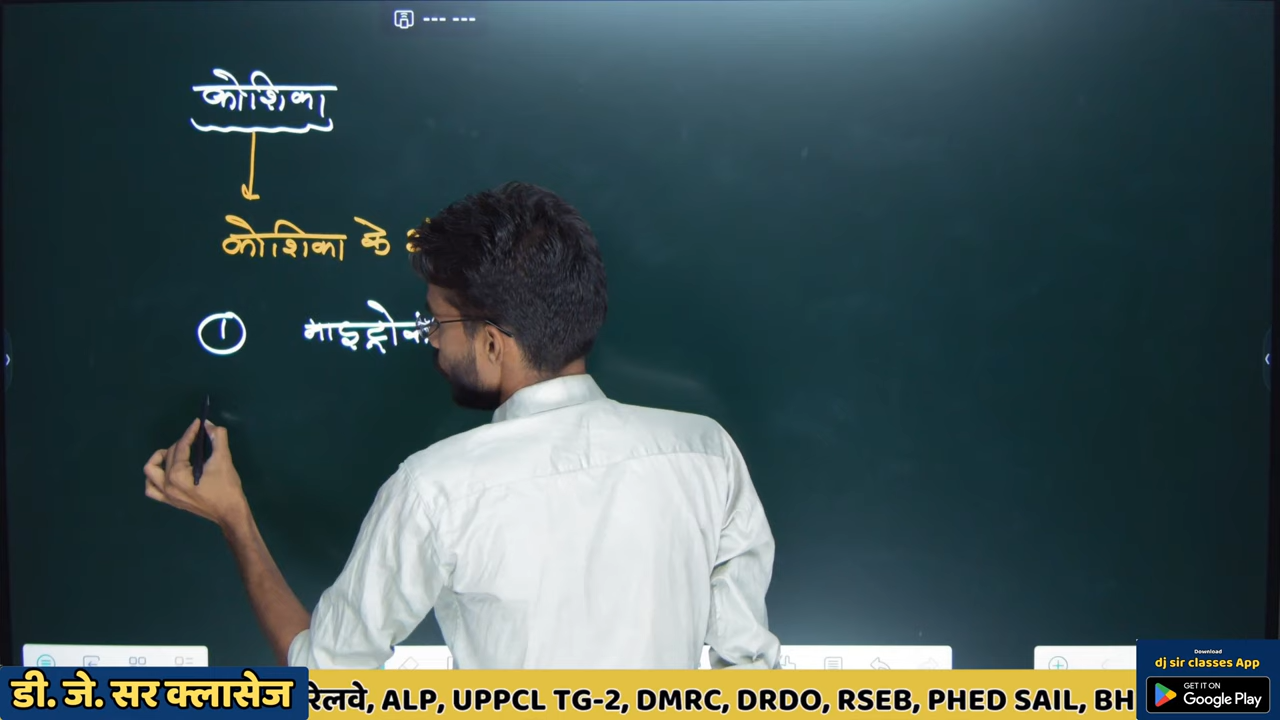 कोशिका
कोशिका के
①
डी. जे. सर क्लासेज
रेलवे, ALP, UPPCL TG-2, DMRC, DRDO, RSEB, PHED SAIL, BH
Download
dj sir classes App
GET IT ON
Google Play